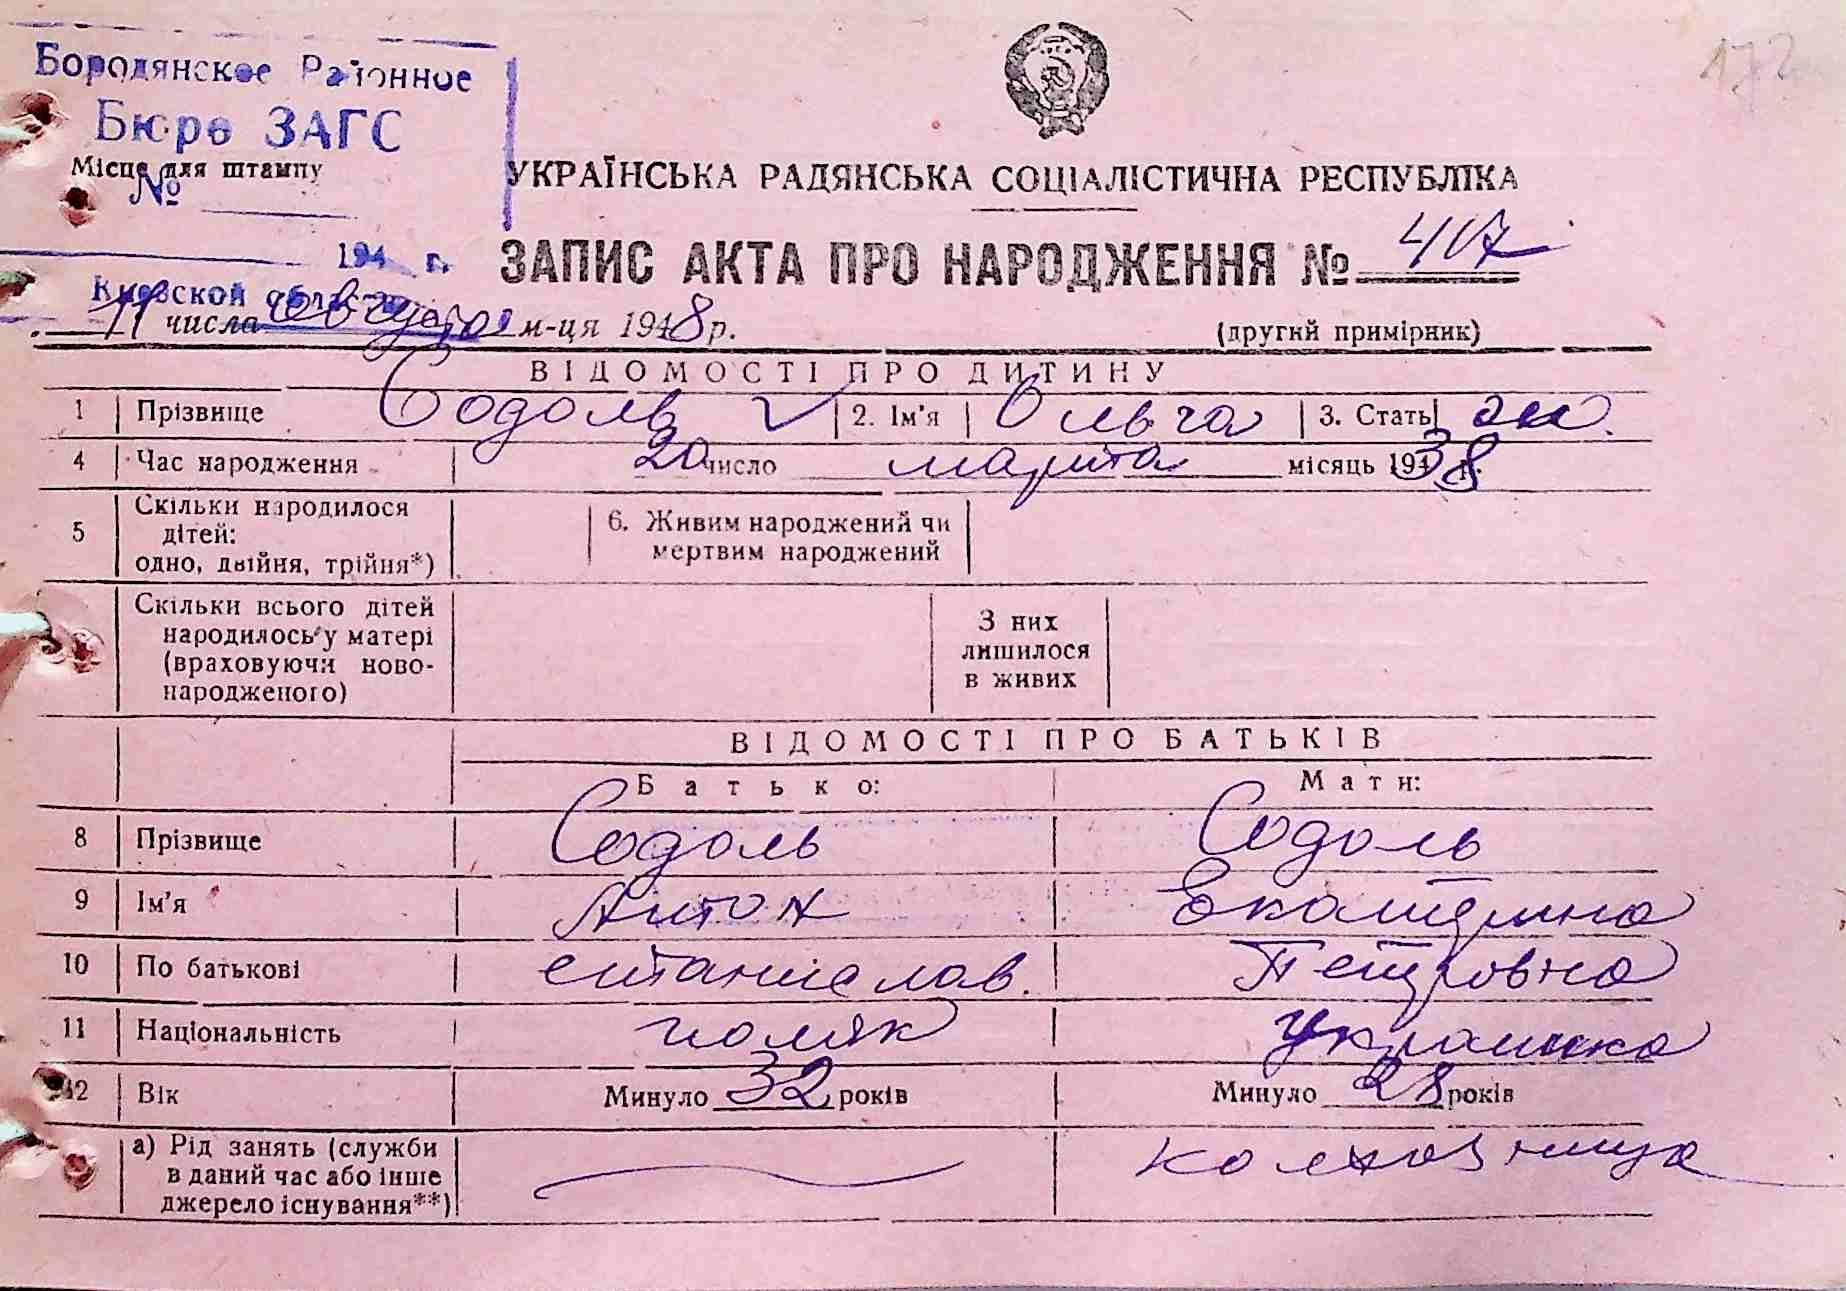 Бородянское Районное
Бюро ЗАГС
Місце для штампу
№
194 г.
Киевской
172
УКРАЇНСЬКА РАДЯНСЬКА СОЦІАЛІСТИЧНА РЕСПУБЛІКА
ЗАПИС АКТА ПРО НАРОДЖЕННЯ № 417
11 числа августа м-ця 1948 р.
(другий примірник)
ВІДОМОСТІ ПРО ДИТИНУ
1 Прізвище Содоль 2. Ім'я Ольга 3. Стать ж.
4 Час народження 20 число марта місяць 1938 р.
5 Скільки народилося дітей: одно, двійня, трійня*)
6. Живим народжений чи мертвим народжений
Скільки всього дітей народилось у матері (враховуючи ново-народженого)
З них лишилося в живих
ВІДОМОСТІ ПРО БАТЬКІВ
Батько: Мати:
8 Прізвище Содоль Содоль
9 Ім'я Антон Екатерина
10 По батькові Станислав. Петровна
11 Національність поляк украинка
12 Вік Минуло 32 років Минуло 28 років
а) Рід занять (служби в даний час або інше джерело існування**) колхозница